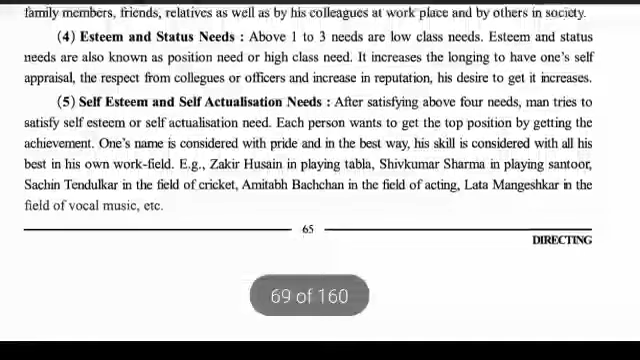 family members, friends, relatives as well as by his colleagues at work place and by others in society.
(4) Esteem and Status Needs : Above 1 to 3 needs are low class needs. Esteem and status
needs are also known as position need or high class need. It increases the longing to have one's self
appraisal, the respect from collegues or officers and increase in reputation, his desire to get it increases.
(5) Self Esteem and Self Actualisation Needs : After satisfying above four needs, man tries to
satisfy self esteem or self actualisation need. Each person wants to get the top position by getting the
achievement. One's name is considered with pride and in the best way, his skill is considered with all his
best in his own work-field. E.g., Zakir Husain in playing tabla, Shivkumar Sharma in playing santoor,
Sachin Tendulkar in the field of cricket, Amitabh Bachchan in the field of acting, Lata Mangeshkar in the
field of vocal music, etc.
65
DIRECTING
69 of 160